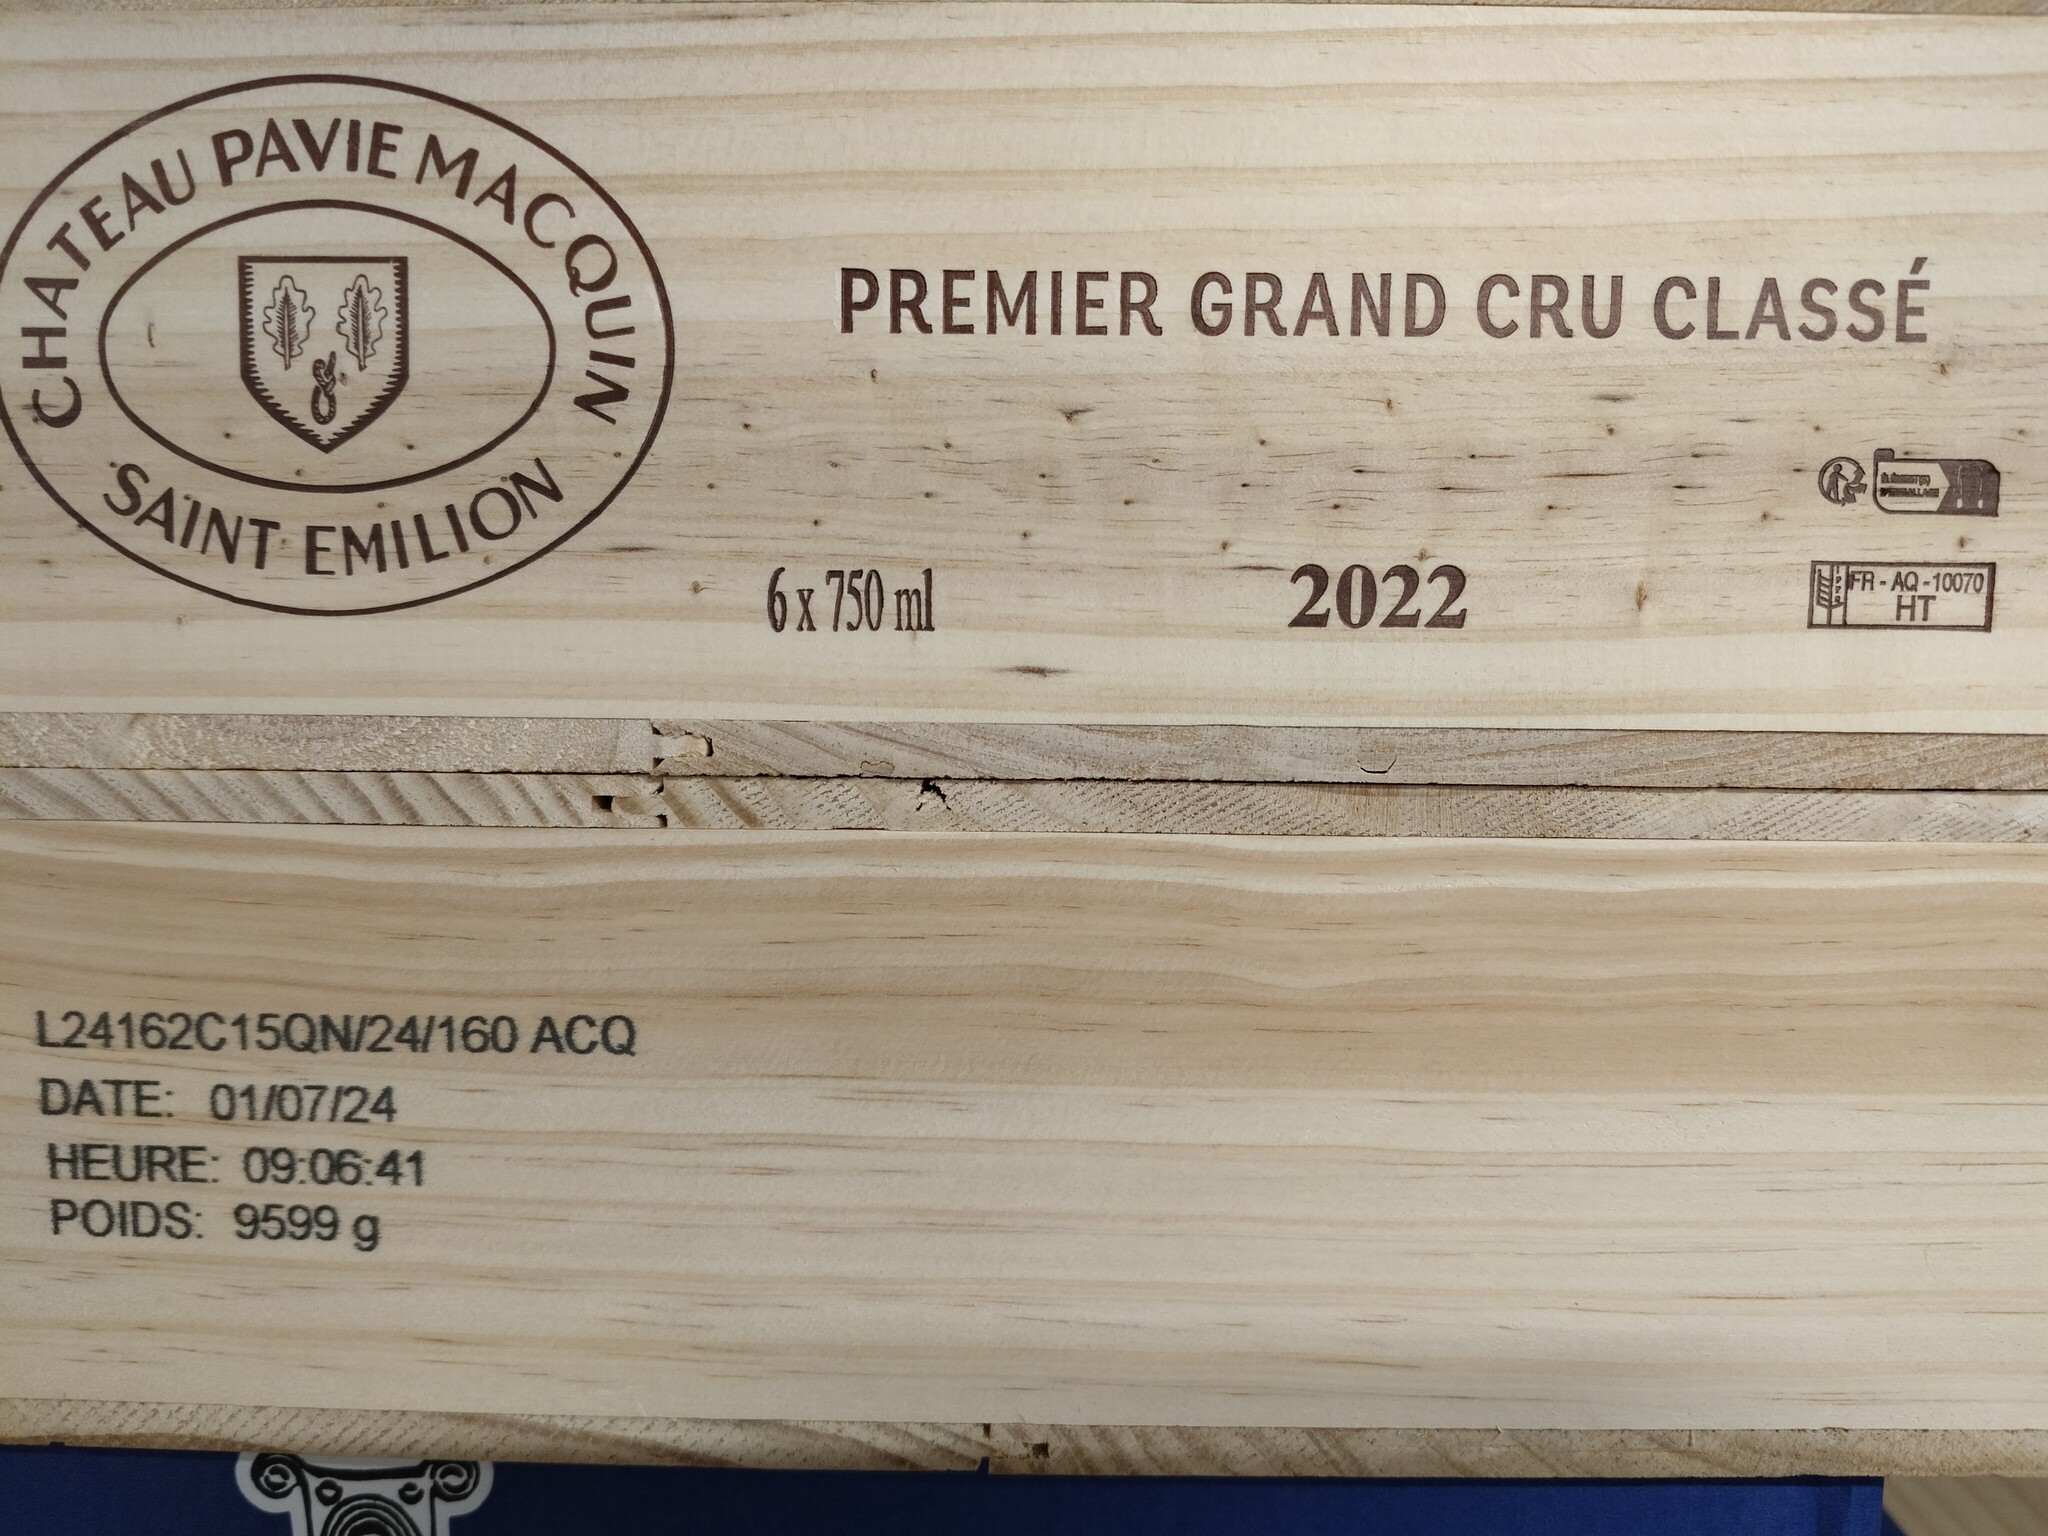 CHATEAU PAVIE MACQUIN
SAINT EMILION
PREMIER GRAND CRU CLASSÉ
6 x 750 ml
2022
FR - AQ - 10070
HT
L24162C15QN/24/160 ACQ
DATE: 01/07/24
HEURE: 09:06:41
POIDS: 9599 g